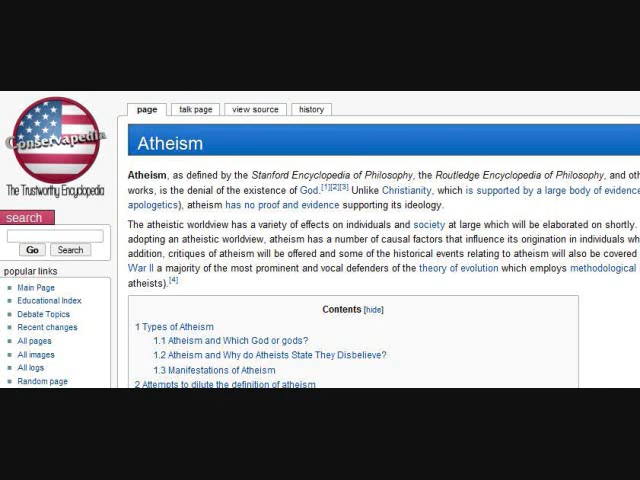 Conservapedia
The Trustworthy Encyclopedia
search
Go Search
popular links
Main Page
Educational Index
Debate Topics
Recent changes
All pages
All images
All logs
Random page
page talk page view source history
Atheism
Atheism, as defined by the Stanford Encyclopedia of Philosophy, the Routledge Encyclopedia of Philosophy, and oth
works, is the denial of the existence of God.[1][2][3] Unlike Christianity, which is supported by a large body of evidence
apologetics), atheism has no proof and evidence supporting its ideology.
The atheistic worldview has a variety of effects on individuals and society at large which will be elaborated on shortly.
adopting an atheistic worldview, atheism has a number of causal factors that influence its origination in individuals wh
addition, critiques of atheism will be offered and some of the historical events relating to atheism will also be covered
War II a majority of the most prominent and vocal defenders of the theory of evolution which employs methodological
atheists).[4]
Contents [hide]
1 Types of Atheism
1.1 Atheism and Which God or gods?
1.2 Atheism and Why do Atheists State They Disbelieve?
1.3 Manifestations of Atheism
2 Attempts to dilute the definition of atheism